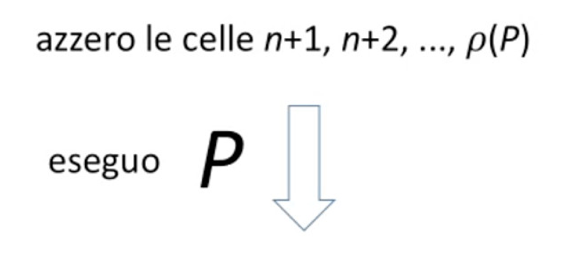 azzero le celle n+1, n+2, ..., ρ(P)
eseguo P